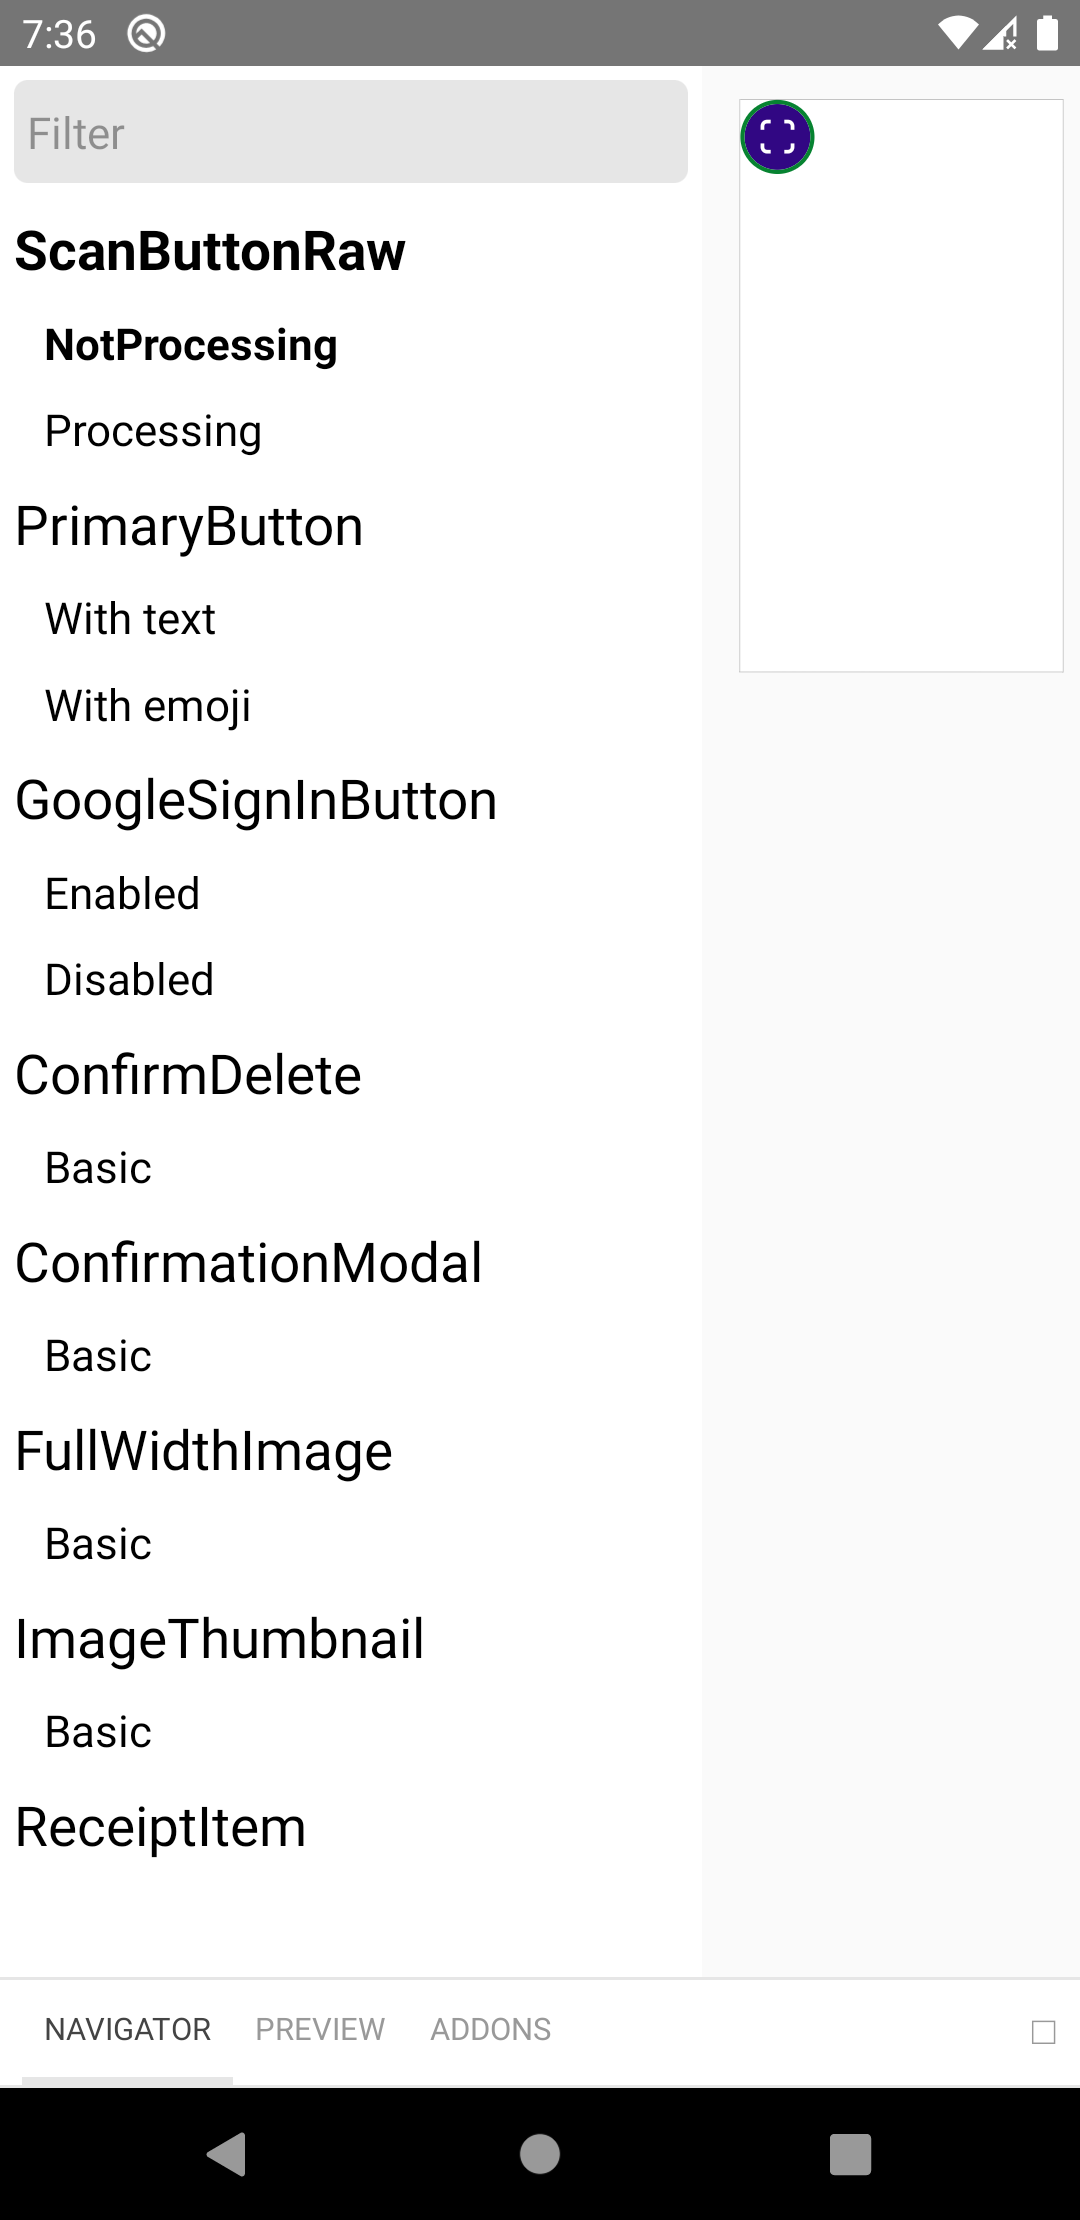 7:36
Filter
ScanButtonRaw
NotProcessing
Processing
PrimaryButton
With text
With emoji
GoogleSignInButton
Enabled
Disabled
ConfirmDelete
Basic
ConfirmationModal
Basic
FullWidthImage
Basic
ImageThumbnail
Basic
ReceiptItem
NAVIGATOR PREVIEW ADDONS